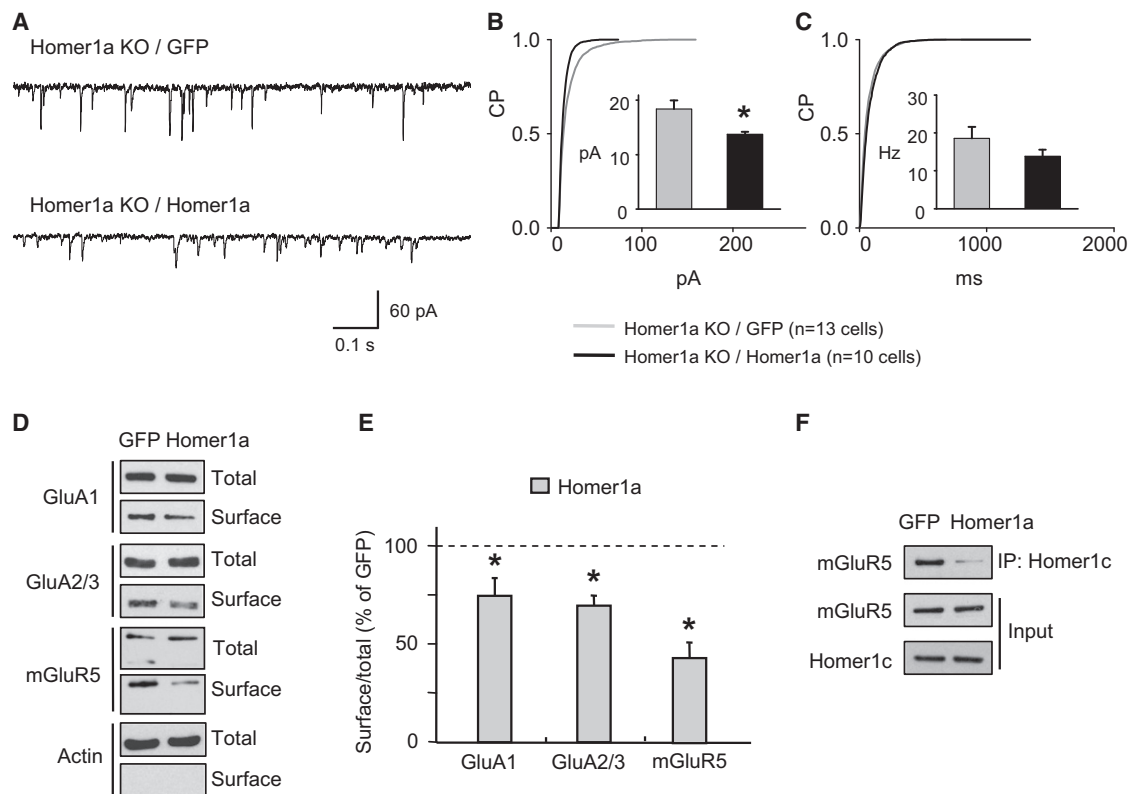 A
Homer1a KO / GFP
Homer1a KO / Homer1a
60 pA
0.1 s
B
1.0
CP
0.5
0.0
20
pA
10
0
*
0
100
200
pA
C
1.0
CP
0.5
0.0
30
Hz
20
10
0
0
1000
2000
ms
Homer1a KO / GFP (n=13 cells)
Homer1a KO / Homer1a (n=10 cells)
D
GFP Homer1a
GluA1
Total
Surface
GluA2/3
Total
Surface
mGluR5
Total
Surface
Actin
Total
Surface
E
Homer1a
Surface/total (% of GFP)
100
50
0
*
*
*
GluA1
GluA2/3
mGluR5
F
GFP Homer1a
mGluR5
IP: Homer1c
mGluR5
Input
Homer1c